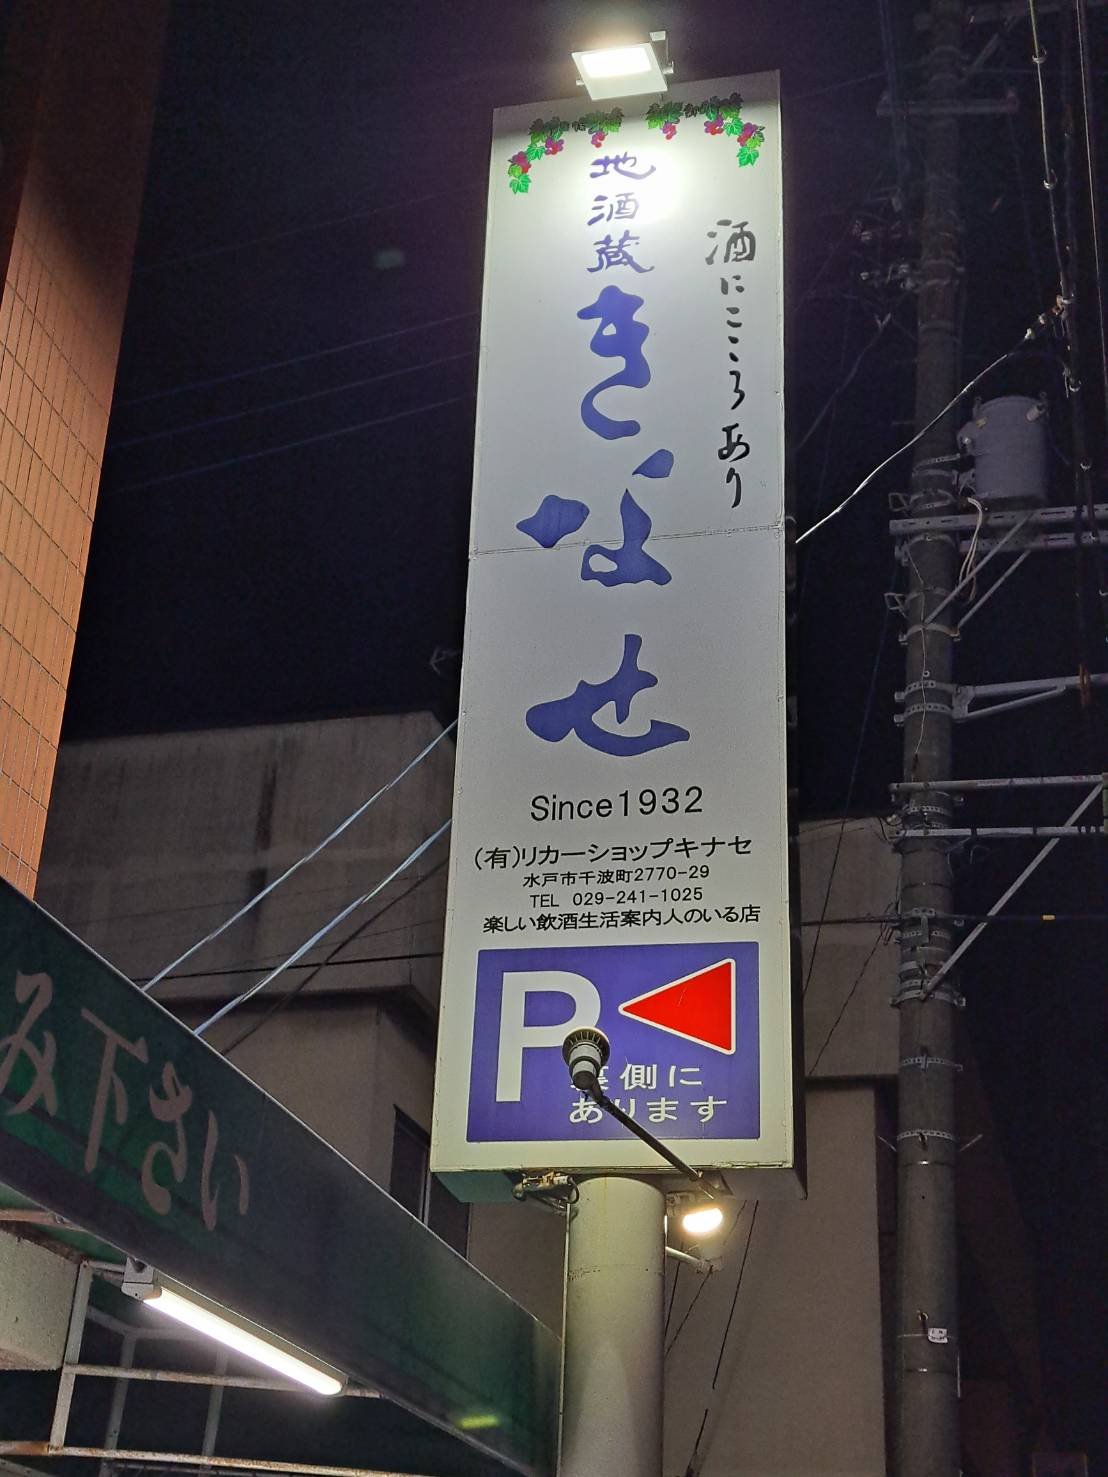 酒にこころあり
地酒蔵
きなせ
Since1932
(有)リカーショップキナセ
水戸市千波町2770-29
TEL 029-241-1025
楽しい飲酒生活案内人のいる店
P
裏側に
あります
み下さい